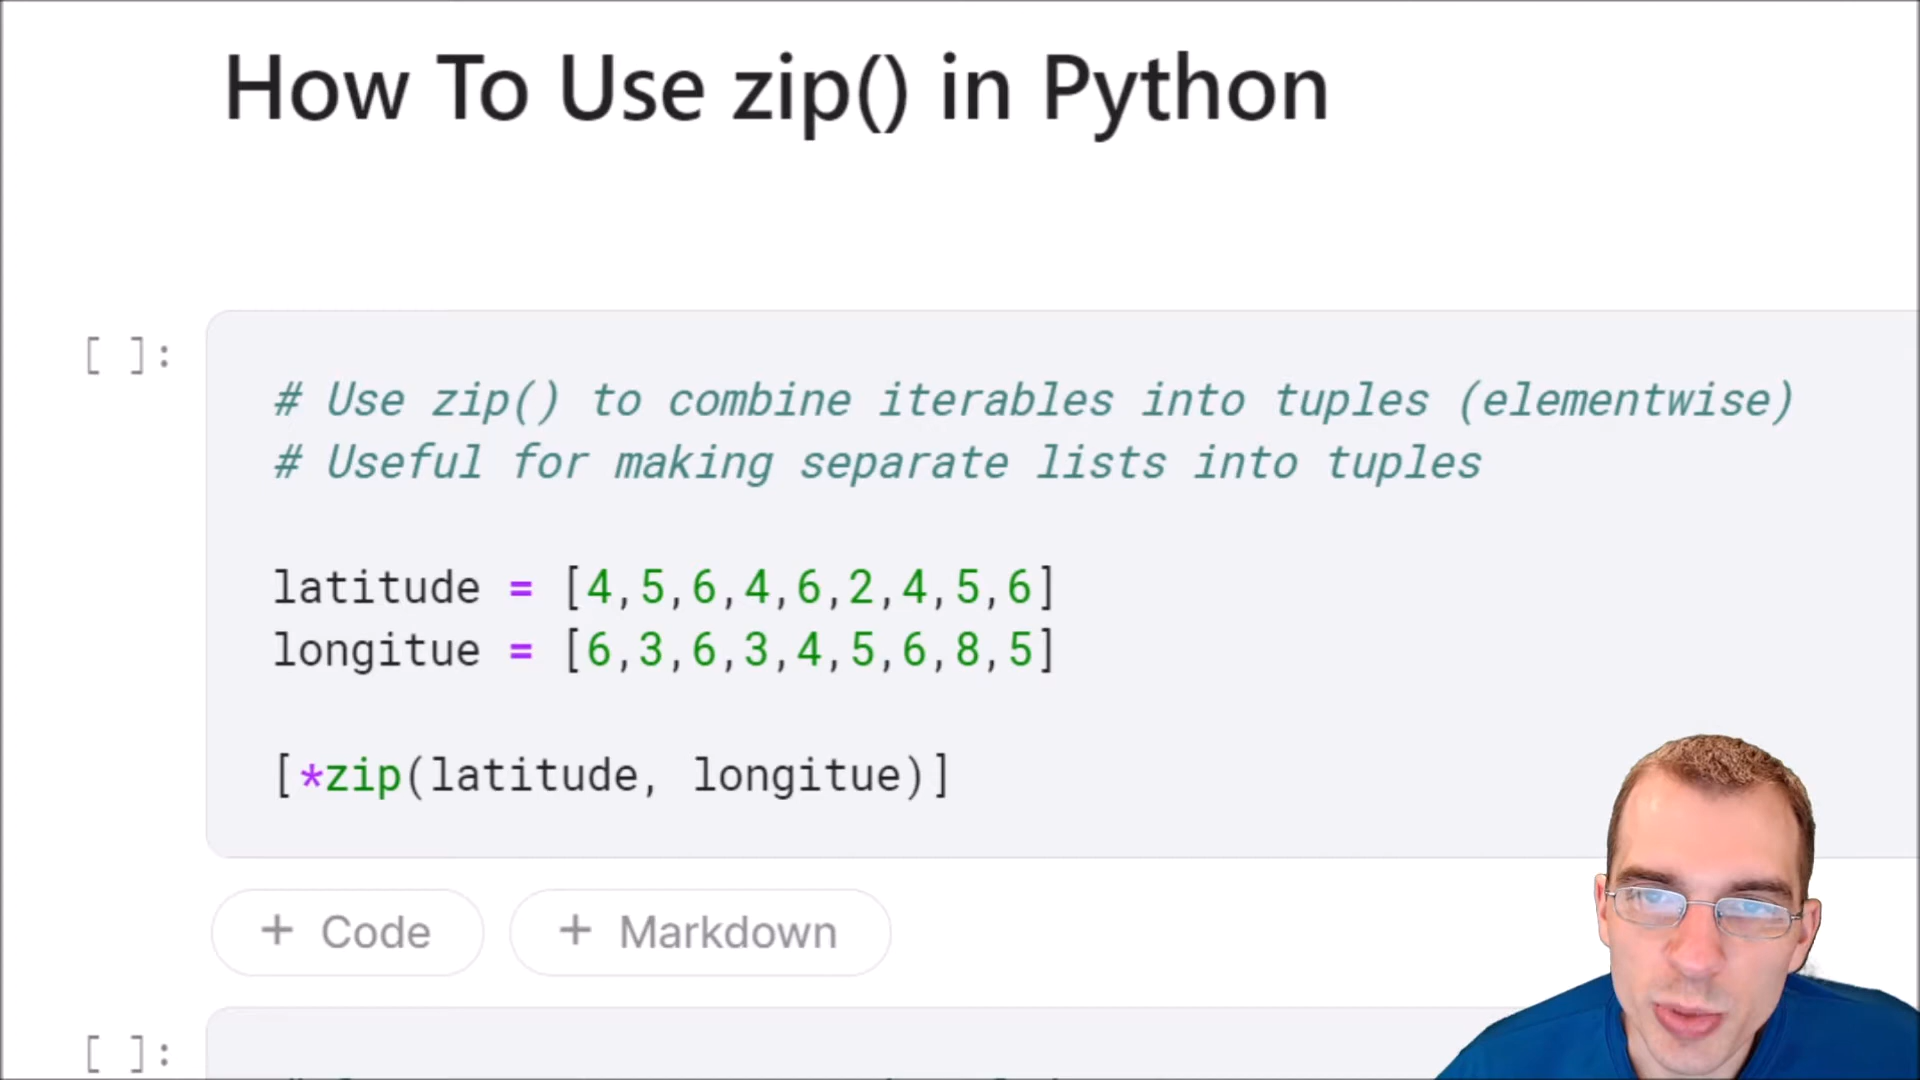 How To Use zip() in Python
[ ]:
# Use zip() to combine iterables into tuples (elementwise)
# Useful for making separate lists into tuples
latitude = [4,5,6,4,6,2,4,5,6]
longitue = [6,3,6,3,4,5,6,8,5]
[*zip(latitude, longitue)]
+ Code
+ Markdown
[ ]: